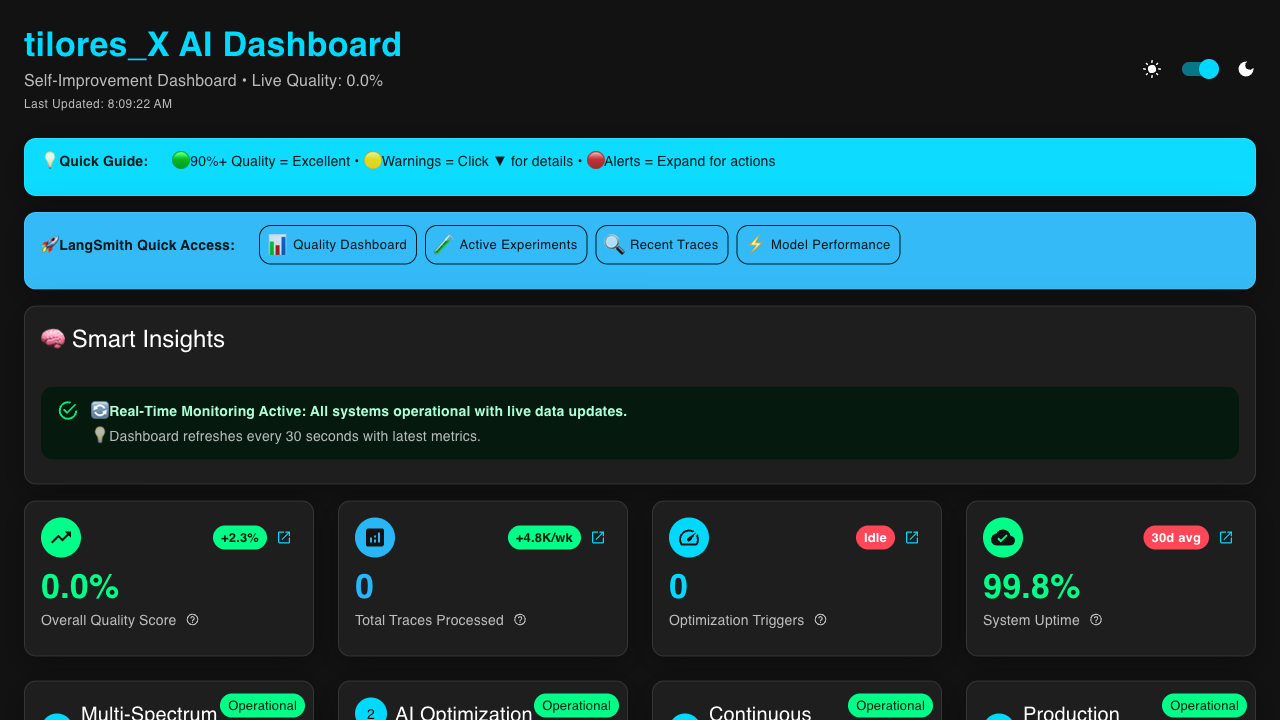 tilores_X AI Dashboard
Self-Improvement Dashboard • Live Quality: 0.0%
Last Updated: 8:09:22 AM
💡Quick Guide: 🟢90%+ Quality = Excellent • 🟡Warnings = Click ▼ for details • 🔴Alerts = Expand for actions
🚀LangSmith Quick Access: 📊 Quality Dashboard 🧪 Active Experiments 🔍 Recent Traces ⚡ Model Performance
🧠 Smart Insights
🔄Real-Time Monitoring Active: All systems operational with live data updates.
💡Dashboard refreshes every 30 seconds with latest metrics.
+2.3%
0.0%
Overall Quality Score
+4.8K/wk
0
Total Traces Processed
Idle
0
Optimization Triggers
30d avg
99.8%
System Uptime
Multi-Spectrum
Operational
2
AI Optimization
Operational
Continuous
Operational
Production
Operational